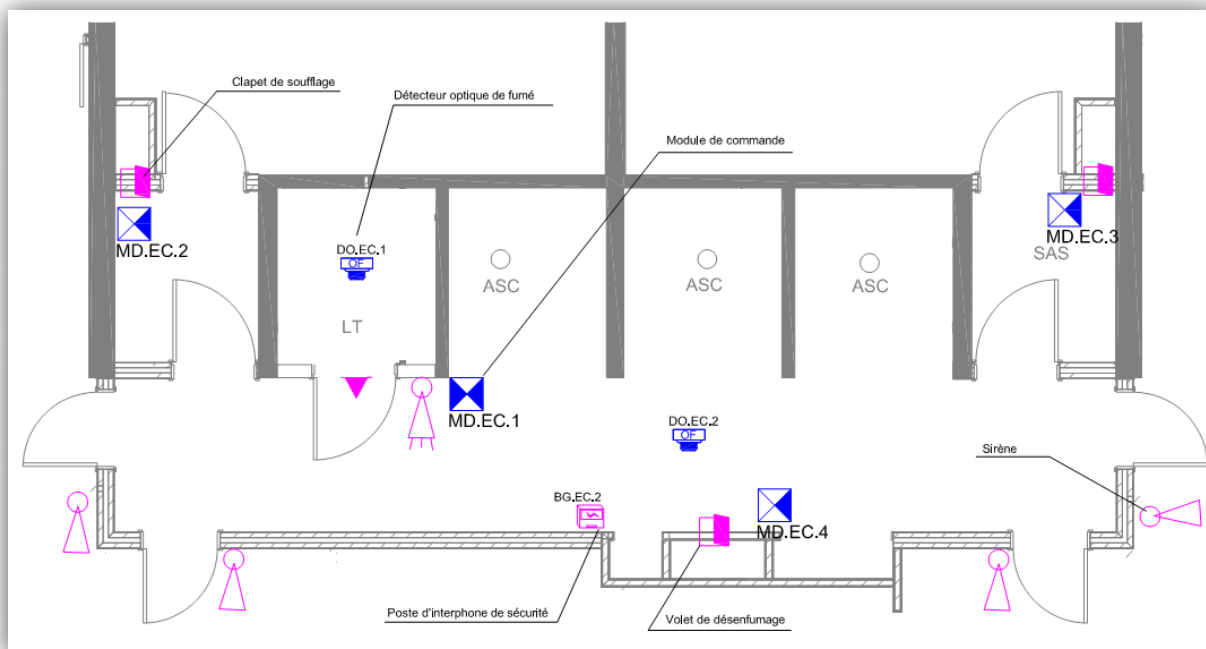 Clapet de soufflage
Détecteur optique de fumé
Module de commande
MD.EC.2
DO.EC.1
OF
ASC
ASC
ASC
MD.EC.3
SAS
LT
MD.EC.1
DO.EC.2
OF
Sirène
BG.EC.2
MD.EC.4
Poste d'interphone de sécurité
Volet de désenfumage